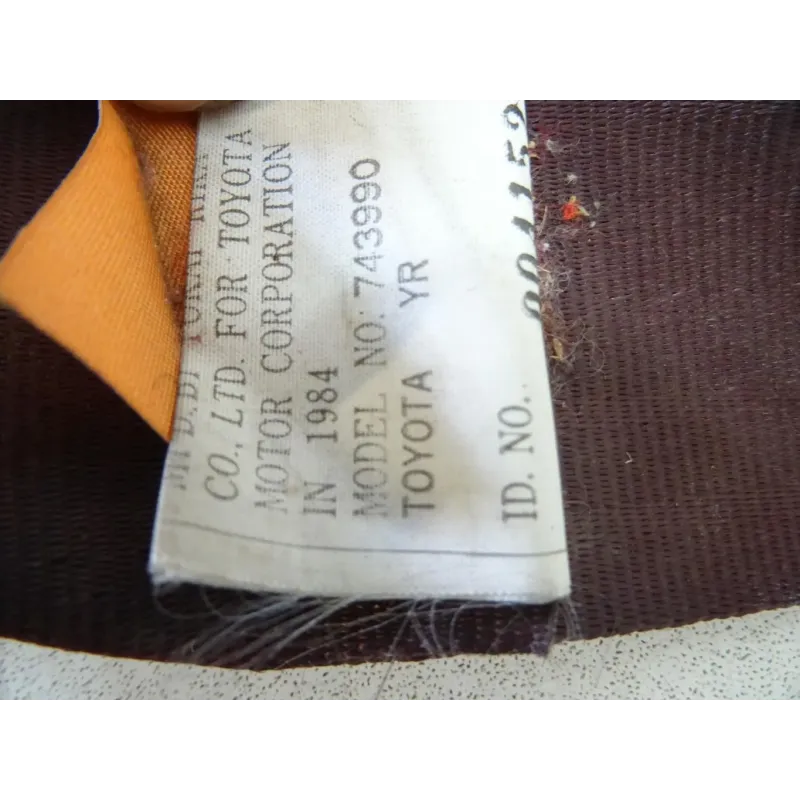 CO., LTD. FOR TOYOTA
MOTOR CORPORATION
IN 1984
MODEL NO: 743990
TOYOTA YR
ID. NO.